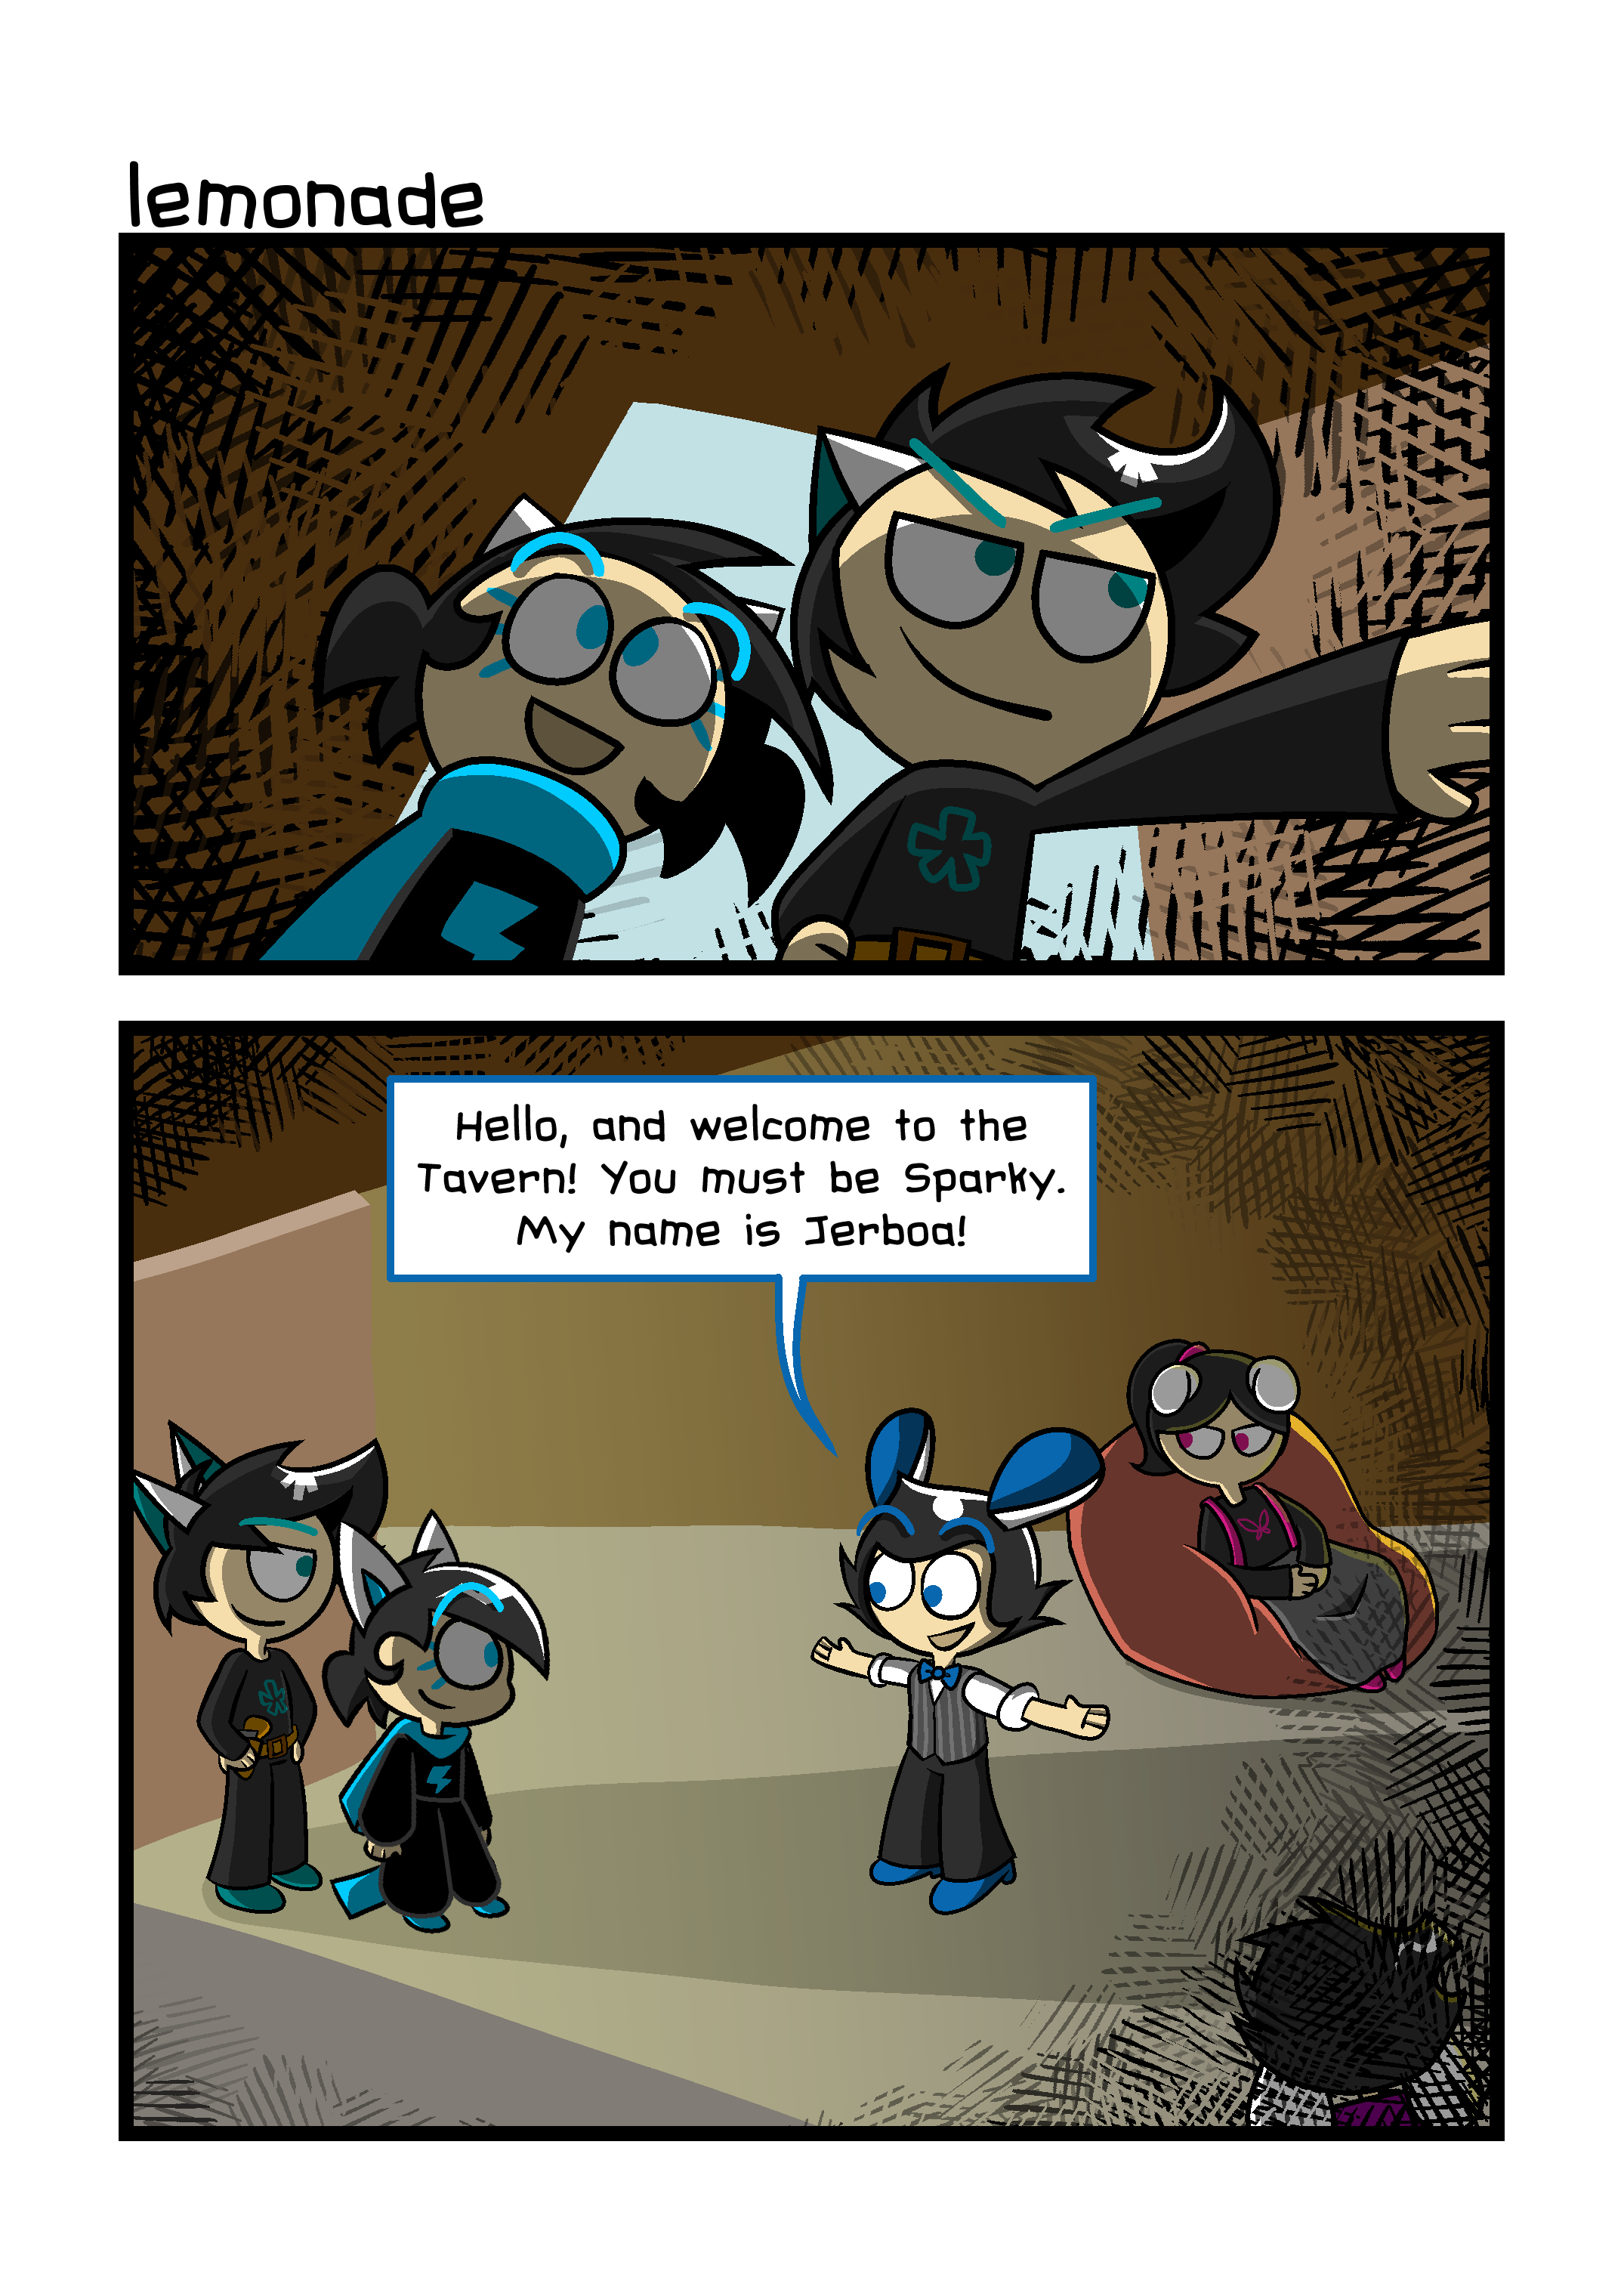 lemonade
Hello, and welcome to the
Tavern! You must be Sparky.
My name is Jerboa!